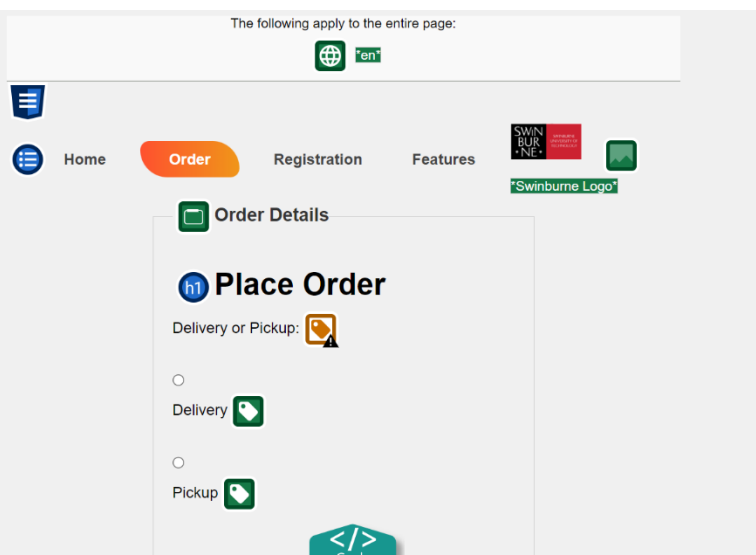 The following apply to the entire page:
*en*
Home Order Registration Features
SWIN
BUR
*NE*
*Swinburne Logo*
Order Details
h1 Place Order
Delivery or Pickup:
Delivery
Pickup
</>